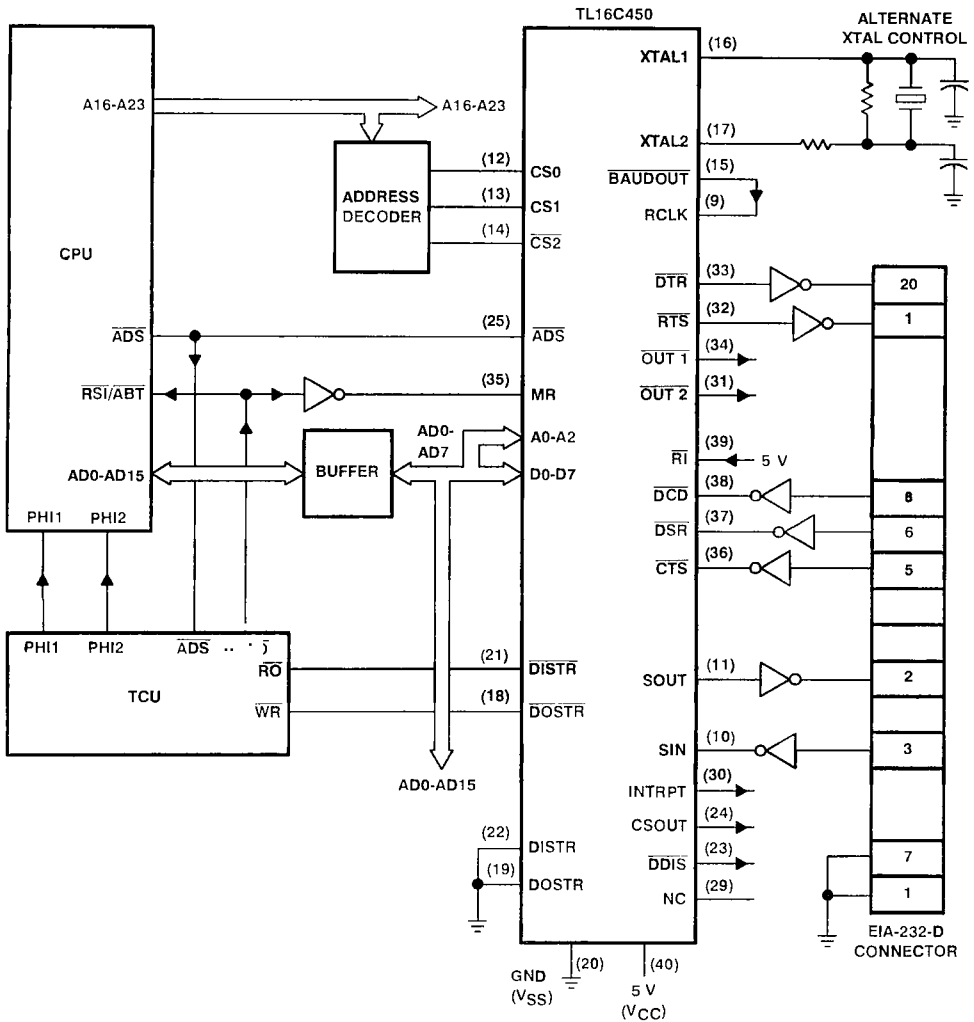 TL16C450
ALTERNATE
XTAL CONTROL
CPU
A16-A23
A16-A23
ADDRESS
DECODER
ADS
RSI/ABT
AD0-AD15
PHI1 PHI2
BUFFER
AD0-
AD7
PHI1 PHI2 ADS
RO
TCU
WR
AD0-AD15
(12) CS0
(13) CS1
(14) CS2
(25) ADS
(35) MR
A0-A2
D0-D7
(21) DISTR
(18) DOSTR
(22) DISTR
(19) DOSTR
XTAL1 (16)
XTAL2 (17)
BAUDOUT (15)
RCLK (9)
DTR (33)
RTS (32)
OUT 1 (34)
OUT 2 (31)
RI (39) 5 V
DCD (38)
DSR (37)
CTS (36)
SOUT (11)
SIN (10)
INTRPT (30)
CSOUT (24)
DDIS (23)
NC (29)
20
1
8
6
5
2
3
7
1
EIA-232-D
CONNECTOR
GND (20)
(VSS)
(40)
5 V
(VCC)